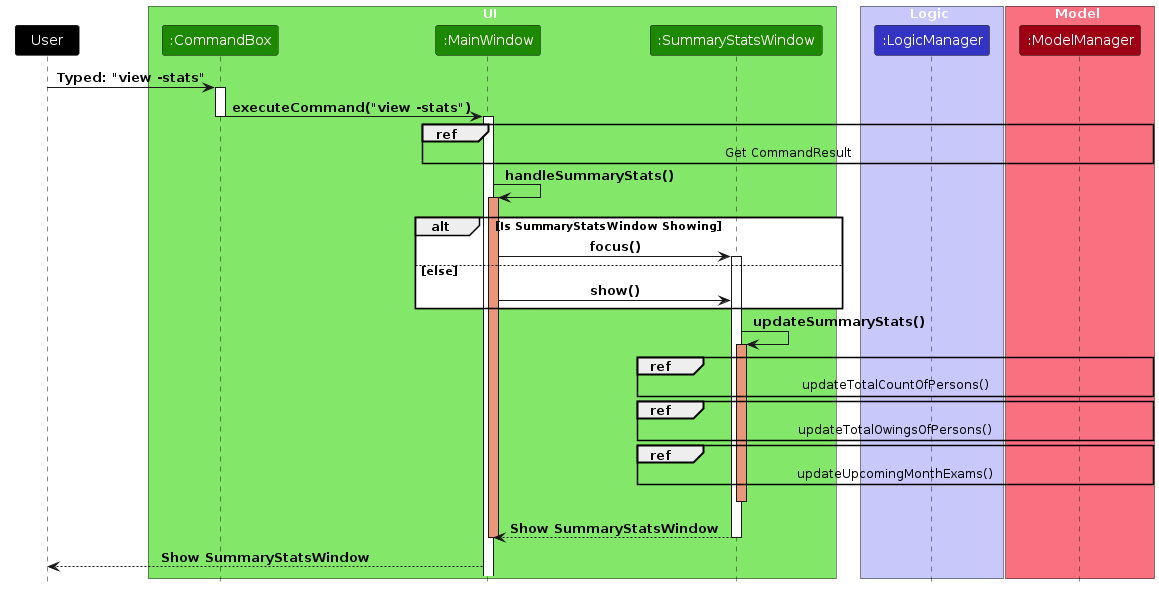 UI
Logic
Model
User
:CommandBox
:MainWindow
:SummaryStatsWindow
:LogicManager
:ModelManager
Typed: "view -stats"
executeCommand("view -stats")
ref
Get CommandResult
handleSummaryStats()
alt
[Is SummaryStatsWindow Showing]
focus()
[else]
show()
updateSummaryStats()
ref
updateTotalCountOfPersons()
ref
updateTotalOwingsOfPersons()
ref
updateUpcomingMonthExams()
Show SummaryStatsWindow
Show SummaryStatsWindow